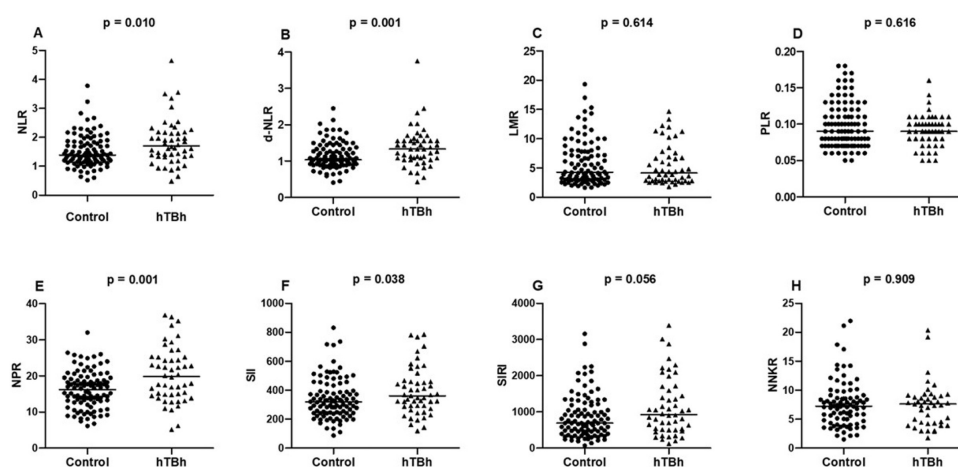 A
p = 0.010
NLR
5
4
3
2
1
0
Control
hTBh
B
p = 0.001
d-NLR
4
3
2
1
0
Control
hTBh
C
p = 0.614
LMR
25
20
15
10
5
0
Control
hTBh
D
p = 0.616
PLR
0.20
0.15
0.10
0.05
0.00
Control
hTBh
E
p = 0.001
NPR
40
30
20
10
0
Control
hTBh
F
p = 0.038
SII
1000
800
600
400
200
0
Control
hTBh
G
p = 0.056
SIRI
4000
3000
2000
1000
0
Control
hTBh
H
p = 0.909
NNKR
25
20
15
10
5
0
Control
hTBh